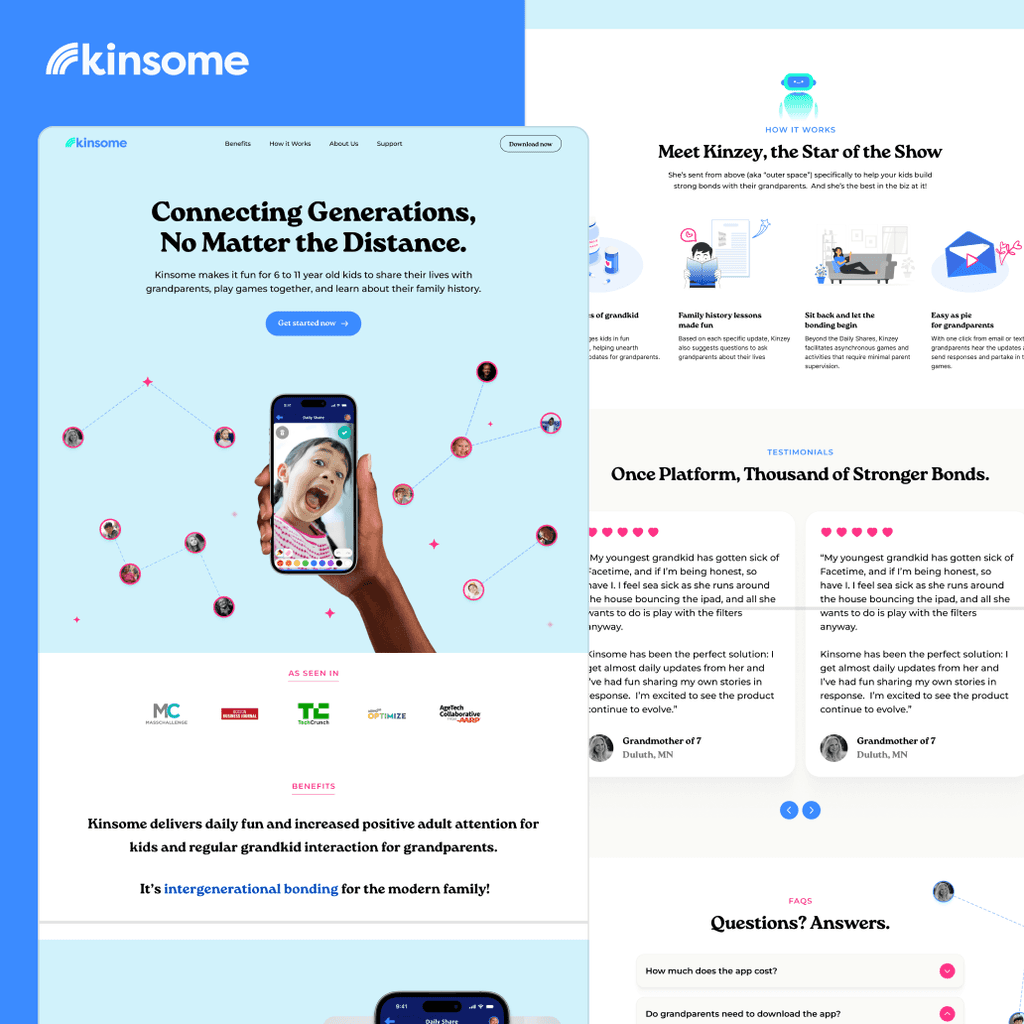 kinsome
kinsome
Benefits
How it Works
About Us
Support
Download now
Connecting Generations,
No Matter the Distance.
Kinsome makes it fun for 6 to 11 year old kids to share their lives with
grandparents, play games together, and learn about their family history.
Get started now →
Daily Share
AS SEEN IN
MC
MASSCHALLENGE
BOSTON
BUSINESS JOURNAL
TC
TechCrunch
OPTIMIZE
AgeTech
Collaborative
AARP
BENEFITS
Kinsome delivers daily fun and increased positive adult attention for
kids and regular grandkid interaction for grandparents.
It's intergenerational bonding for the modern family!
9:41
Daily Share
HOW IT WORKS
Meet Kinzey, the Star of the Show
She's sent from above (aka "outer space") specifically to help your kids build
strong bonds with their grandparents. And she's the best in the biz at it!
of grandkid
kids in fun
, helping unearth
for grandparents.
Family history lessons
made fun
Based on each specific update, Kinzey
also suggests questions to ask
grandparents about their lives
Sit back and let the
bonding begin
Beyond the Daily Shares, Kinzey
facilitates asynchronous games and
activities that require minimal parent
supervision.
Easy as pie
for grandparents
With one click from email or text
grandparents hear the updates
send responses and partake in
games.
TESTIMONIALS
Once Platform, Thousand of Stronger Bonds.
"My youngest grandkid has gotten sick of
Facetime, and if I'm being honest, so
have I. I feel sea sick as she runs around
the house bouncing the ipad, and all she
wants to do is play with the filters
anyway.
Kinsome has been the perfect solution: I
get almost daily updates from her and
I've had fun sharing my own stories in
response. I'm excited to see the product
continue to evolve."
Grandmother of 7
Duluth, MN
"My youngest grandkid has gotten sick of
Facetime, and if I'm being honest, so
have I. I feel sea sick as she runs around
the house bouncing the ipad, and all she
wants to do is play with the filters
anyway.
Kinsome has been the perfect solution: I
get almost daily updates from her and
I've had fun sharing my own stories in
response. I'm excited to see the product
continue to evolve."
Grandmother of 7
Duluth, MN
FAQS
Questions? Answers.
How much does the app cost?
Do grandparents need to download the app?